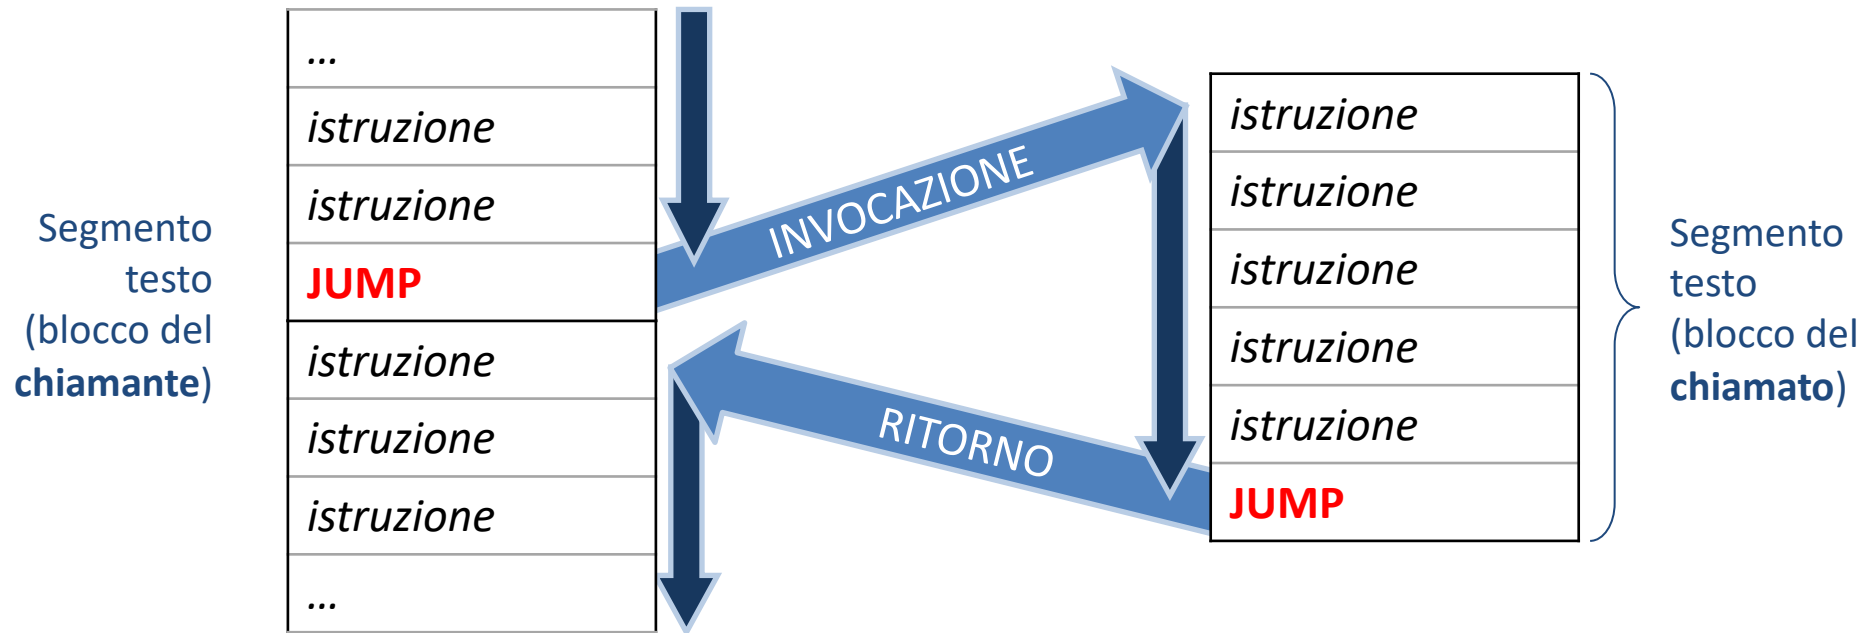 Segmento
testo
(blocco del
chiamante)
...
istruzione
istruzione
JUMP
istruzione
istruzione
istruzione
...
INVOCAZIONE
RITORNO
istruzione
istruzione
istruzione
istruzione
istruzione
JUMP
Segmento
testo
(blocco del
chiamato)